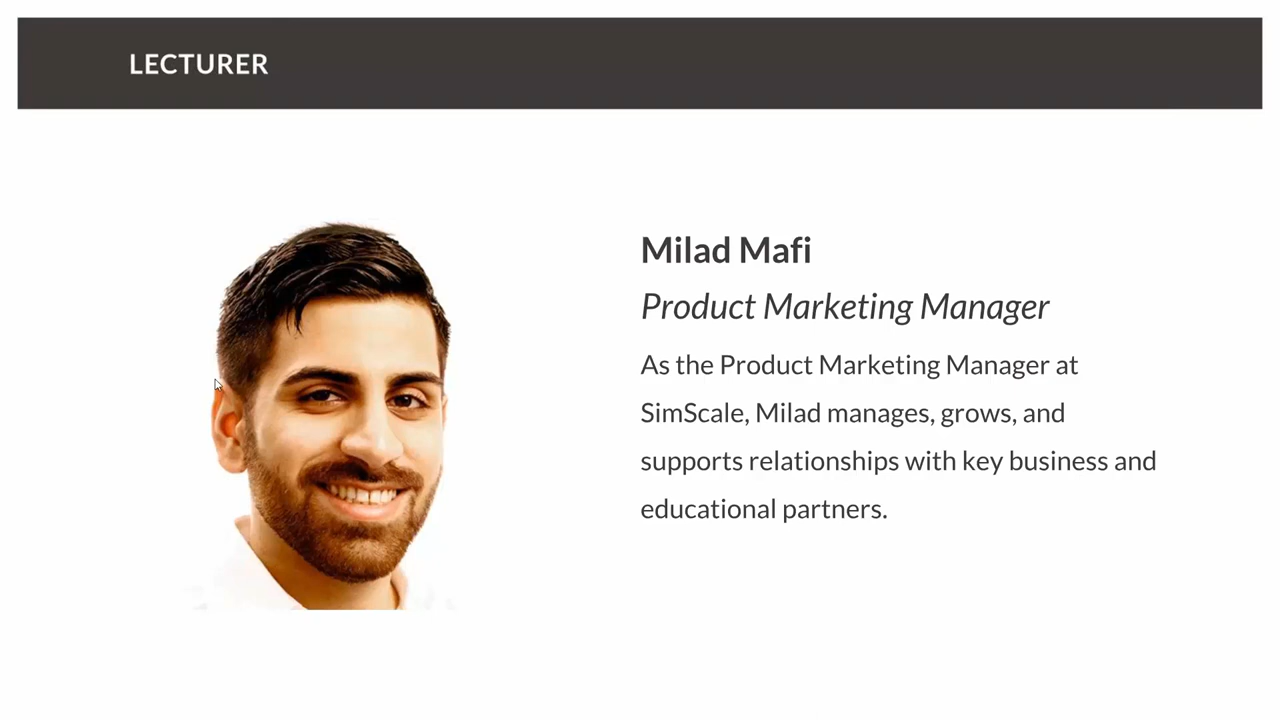 LECTURER
Milad Mafi
Product Marketing Manager
As the Product Marketing Manager at
SimScale, Milad manages, grows, and
supports relationships with key business and
educational partners.